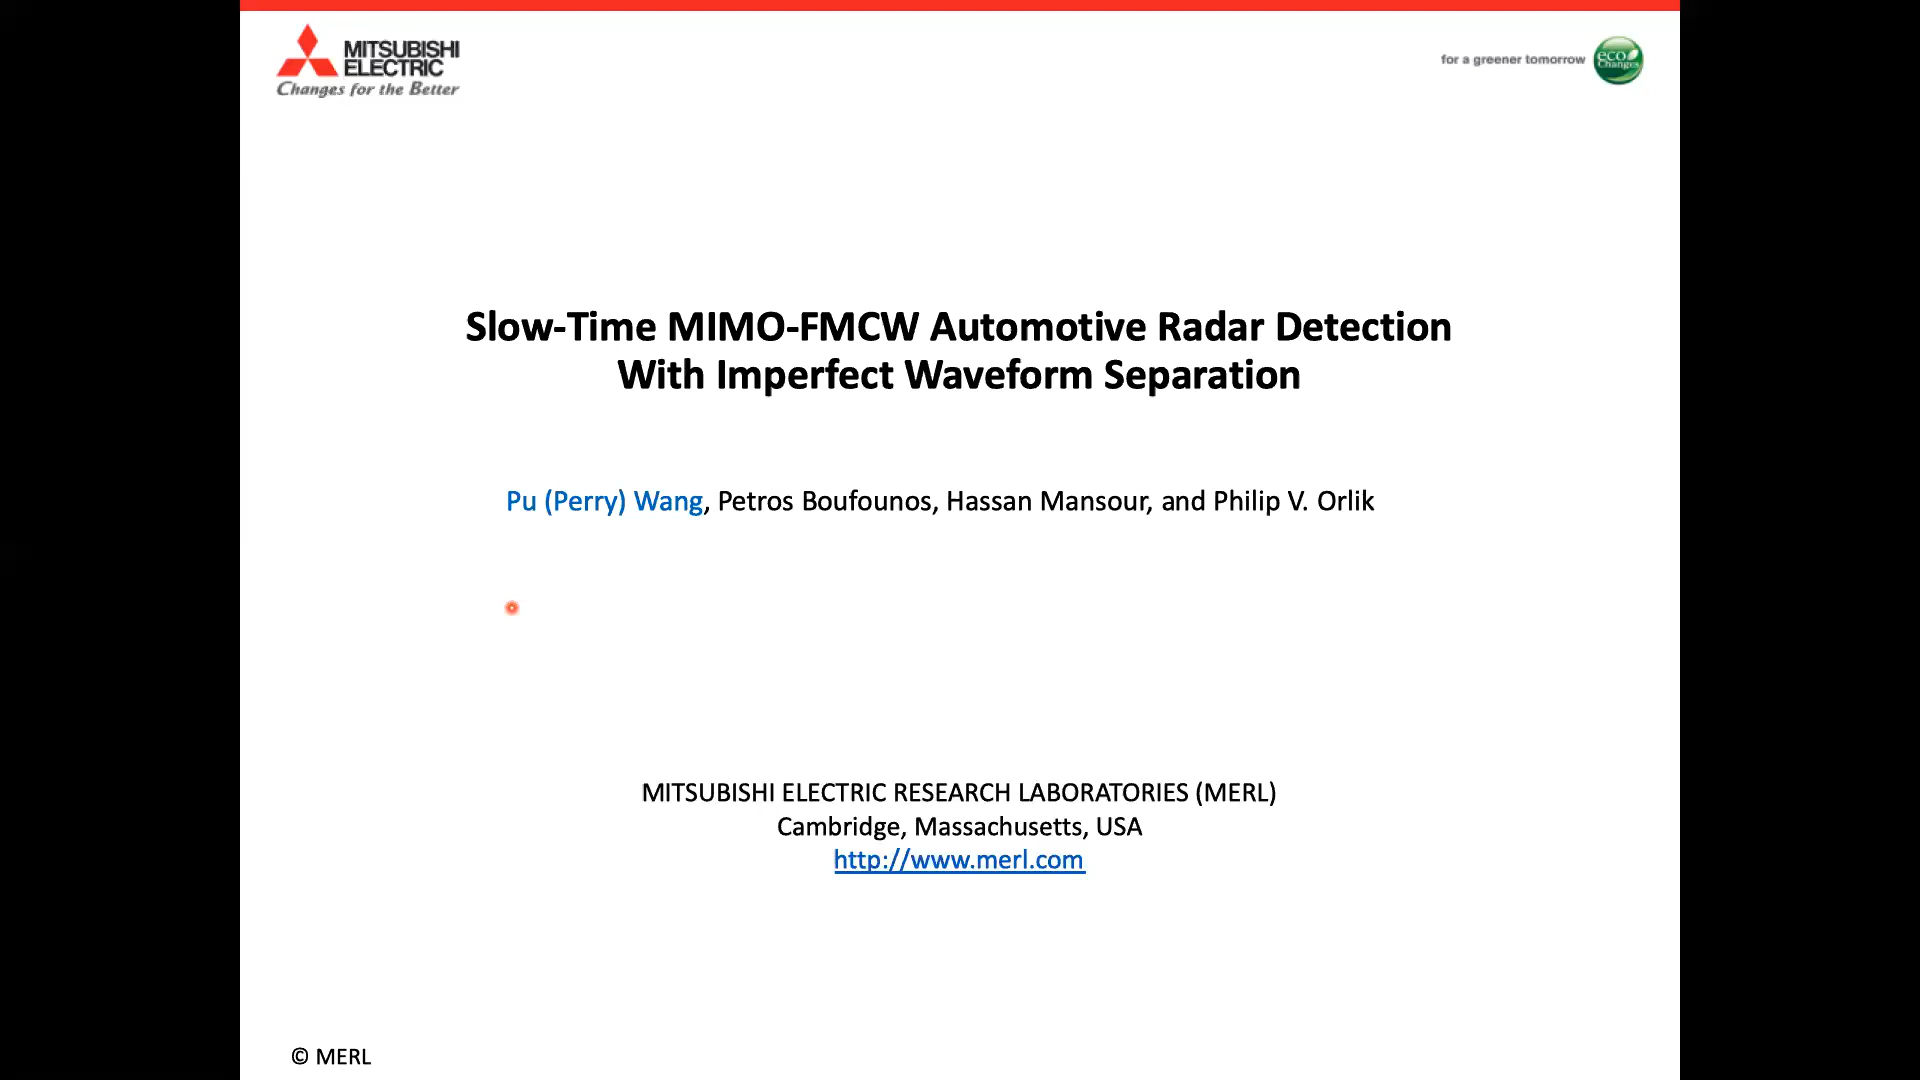 MITSUBISHI
ELECTRIC
Changes for the Better
for a greener tomorrow
eco
Changes
Slow-Time MIMO-FMCW Automotive Radar Detection
With Imperfect Waveform Separation
Pu (Perry) Wang, Petros Boufounos, Hassan Mansour, and Philip V. Orlik
MITSUBISHI ELECTRIC RESEARCH LABORATORIES (MERL)
Cambridge, Massachusetts, USA
http://www.merl.com
© MERL